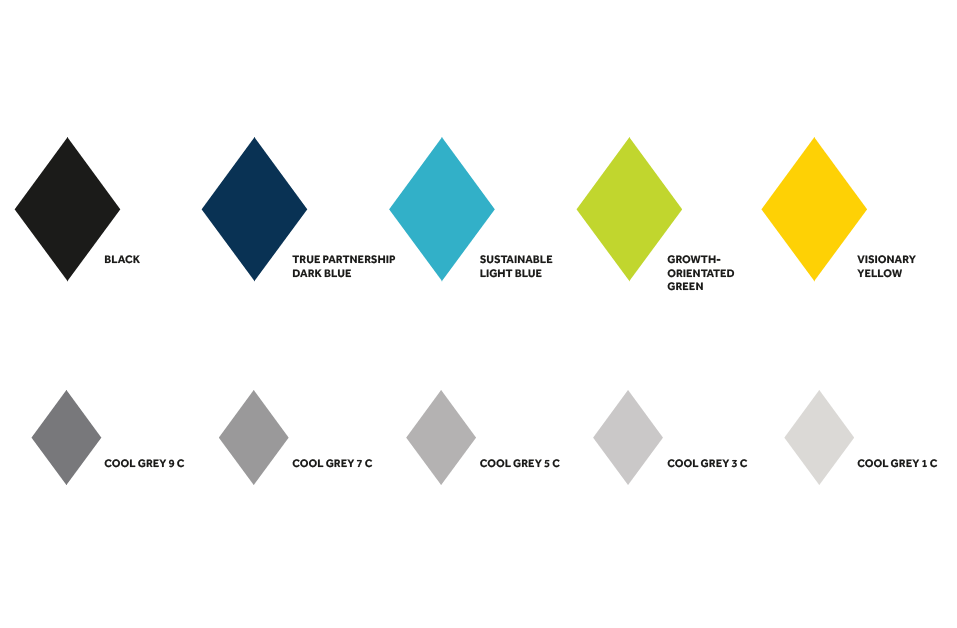 BLACK
TRUE PARTNERSHIP
DARK BLUE
SUSTAINABLE
LIGHT BLUE
GROWTH-
ORIENTATED
GREEN
VISIONARY
YELLOW
COOL GREY 9 C
COOL GREY 7 C
COOL GREY 5 C
COOL GREY 3 C
COOL GREY 1 C